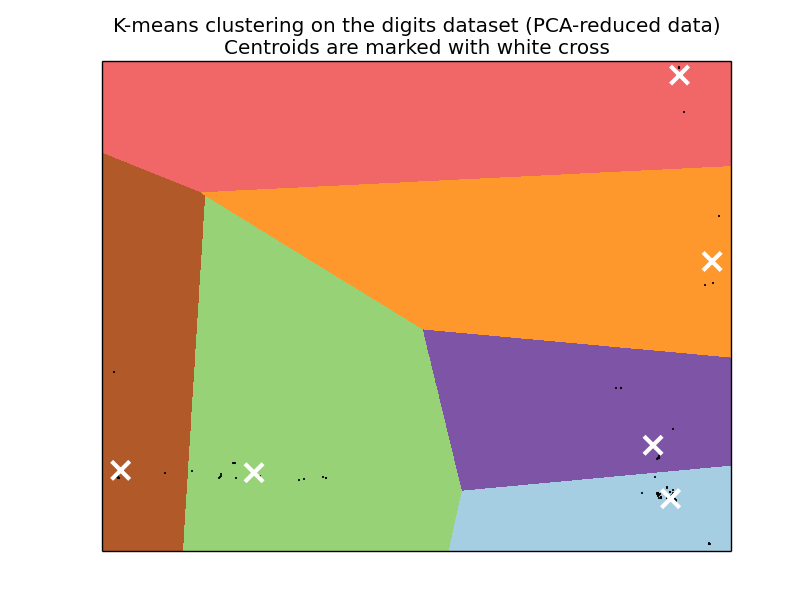 K-means clustering on the digits dataset (PCA-reduced data)
Centroids are marked with white cross